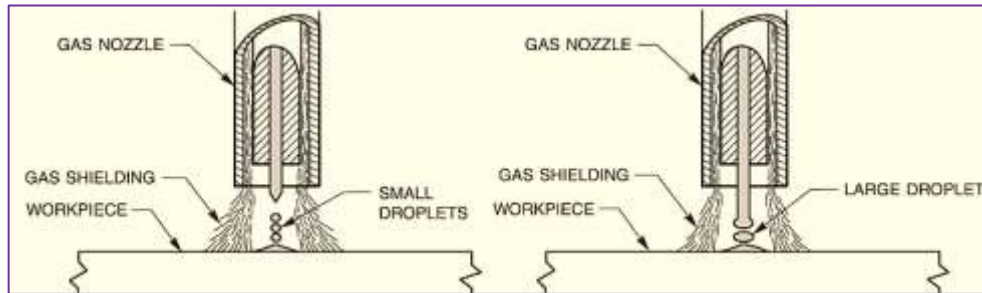 GAS NOZZLE
GAS SHIELDING
WORKPIECE
SMALL
DROPLETS
GAS NOZZLE
GAS SHIELDING
WORKPIECE
LARGE DROPLET